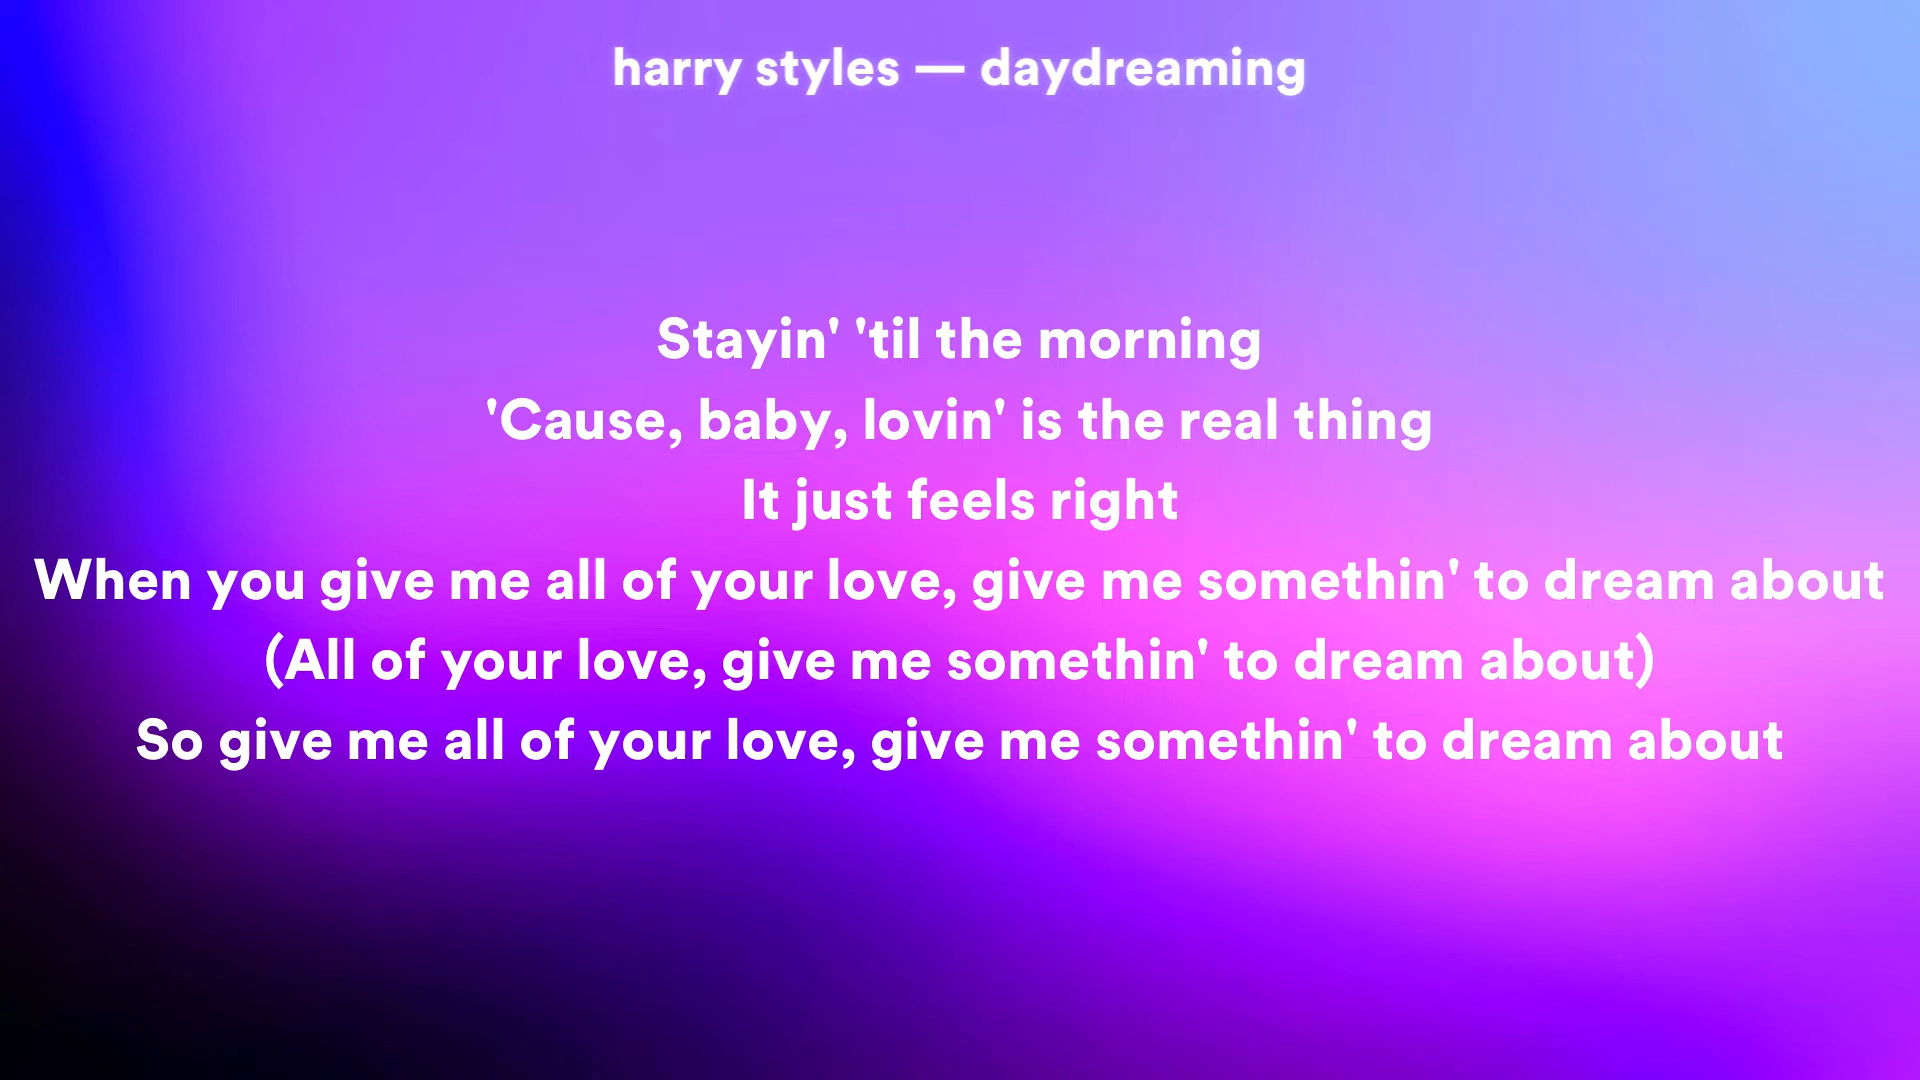 harry styles — daydreaming
Stayin' 'til the morning
'Cause, baby, lovin' is the real thing
It just feels right
When you give me all of your love, give me somethin' to dream about
(All of your love, give me somethin' to dream about)
So give me all of your love, give me somethin' to dream about